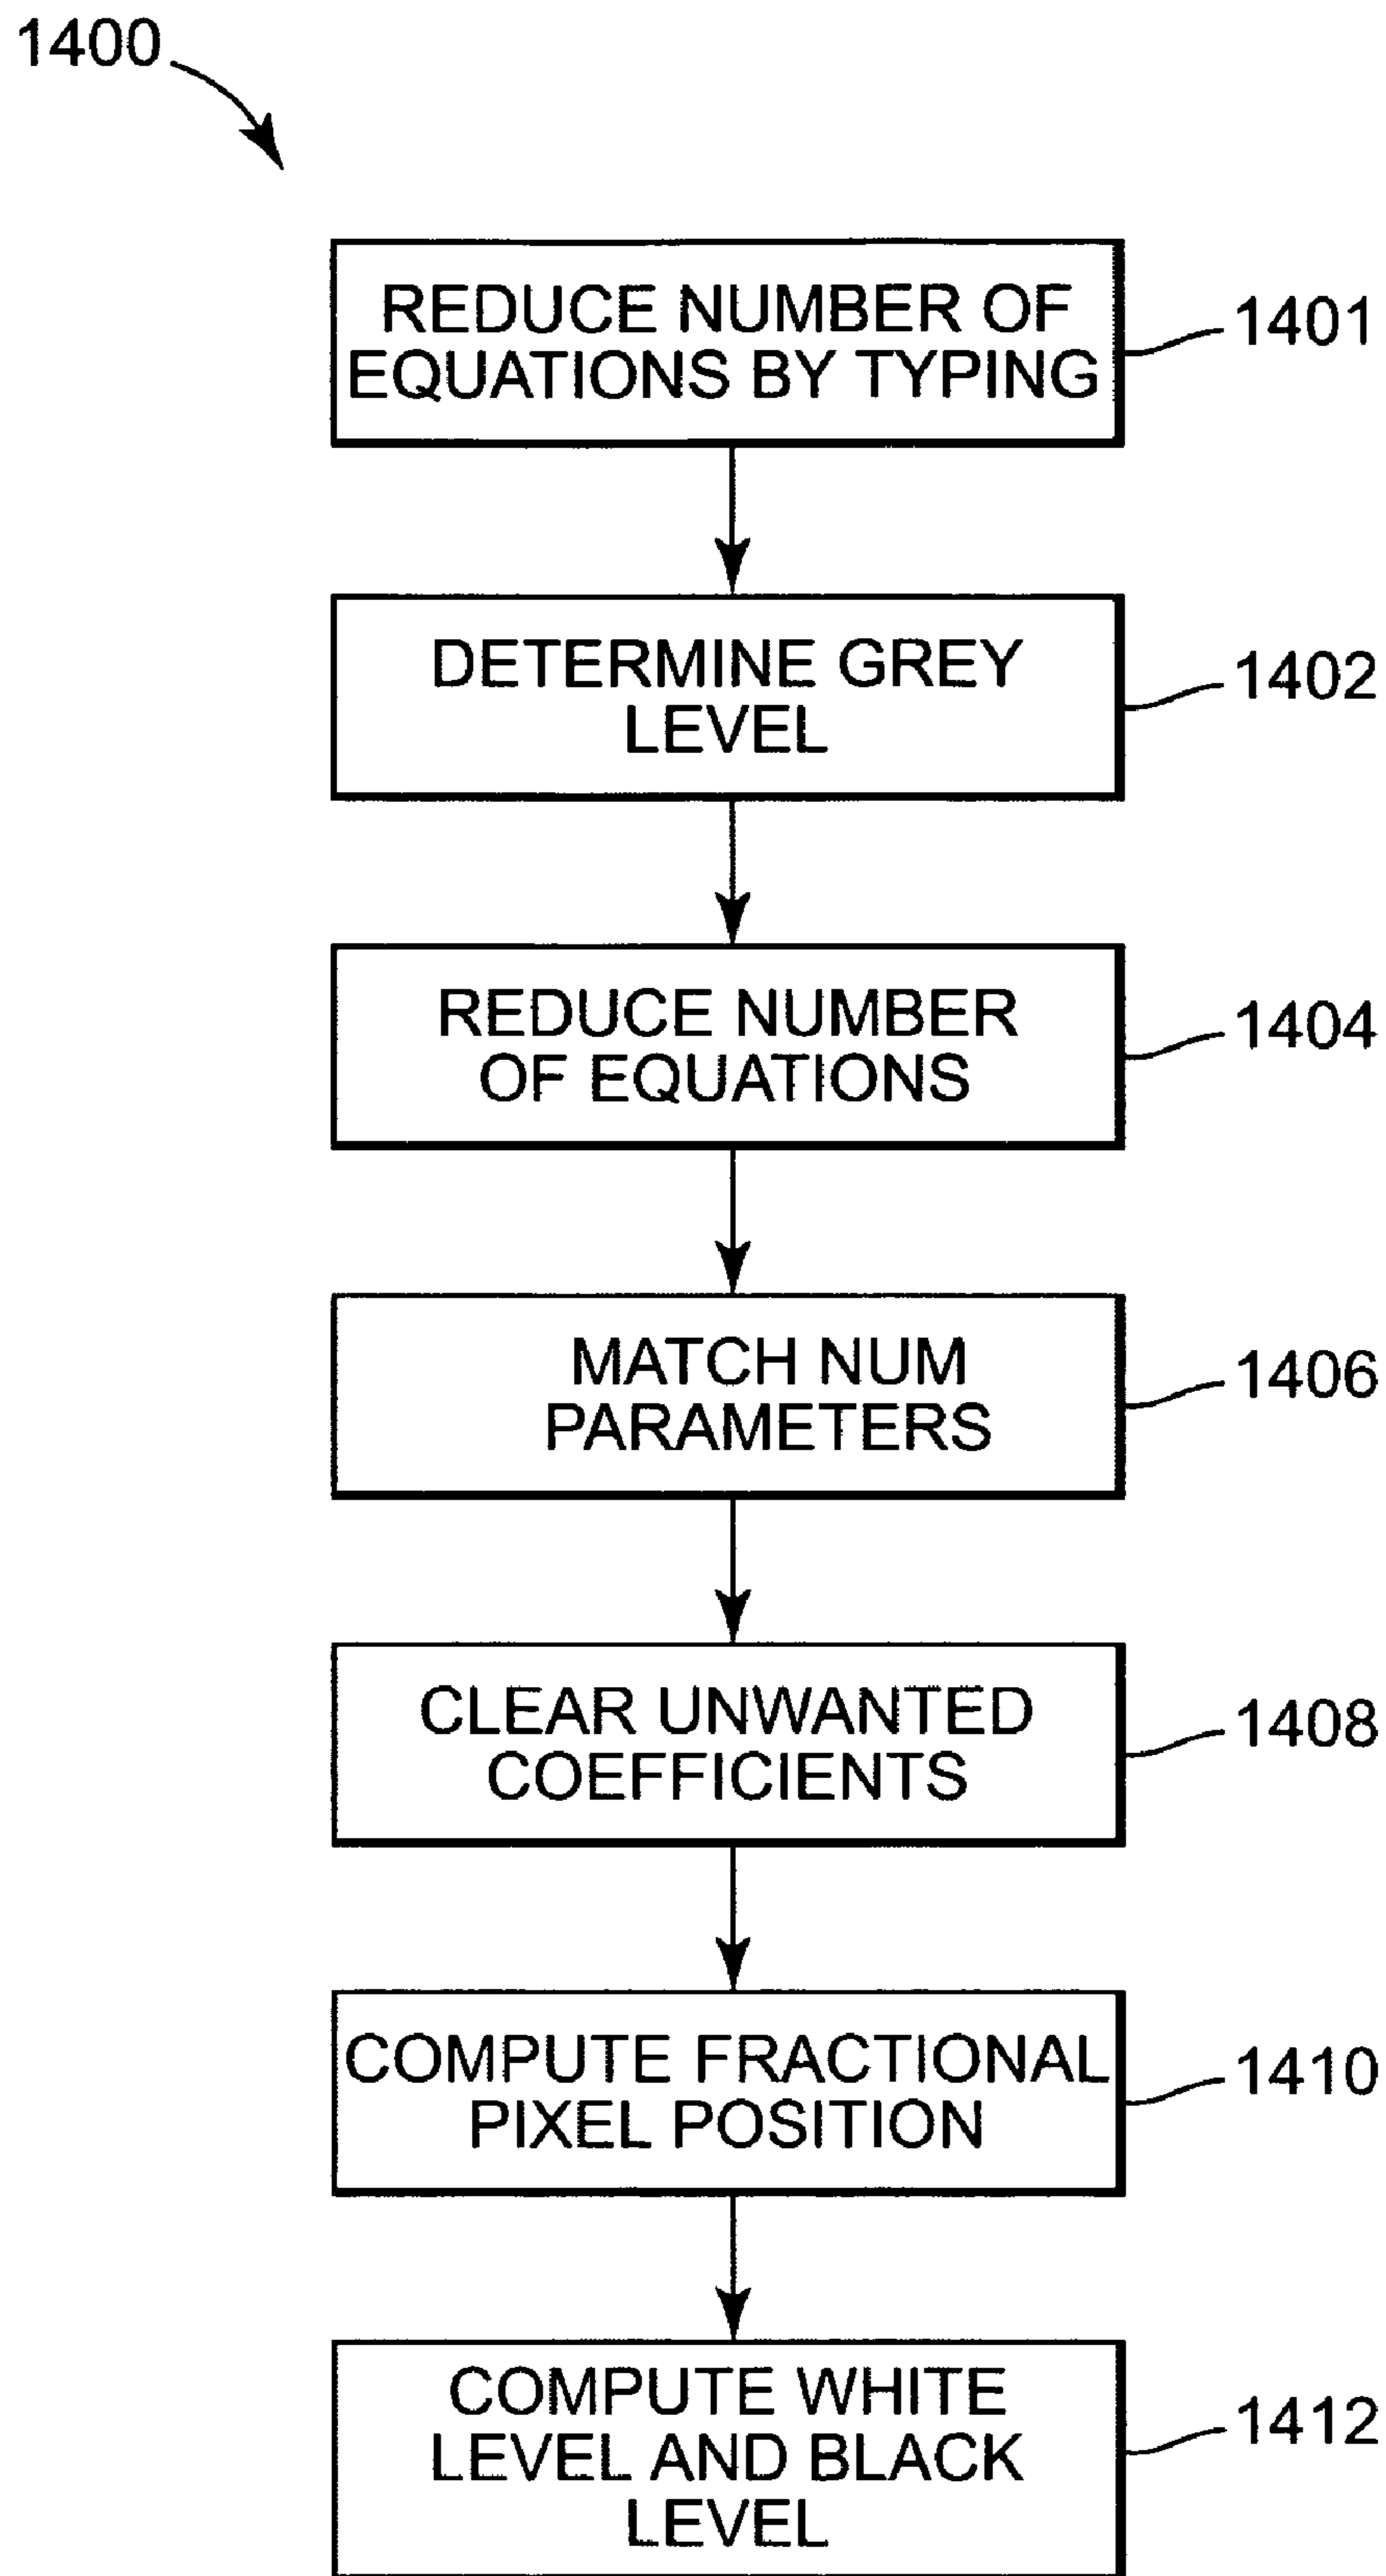 1400
REDUCE NUMBER OF
EQUATIONS BY TYPING
1401
DETERMINE GREY
LEVEL
1402
REDUCE NUMBER
OF EQUATIONS
1404
MATCH NUM
PARAMETERS
1406
CLEAR UNWANTED
COEFFICIENTS
1408
COMPUTE FRACTIONAL
PIXEL POSITION
1410
COMPUTE WHITE
LEVEL AND BLACK
LEVEL
1412